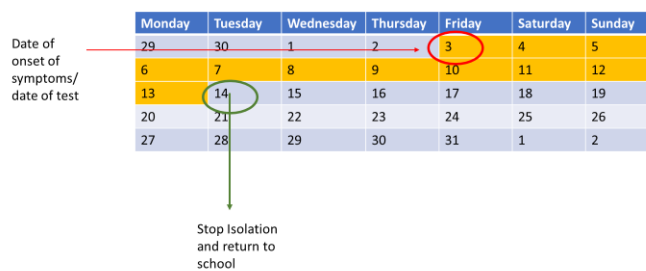 Monday Tuesday Wednesday Thursday Friday Saturday Sunday
Date of
onset of
symptoms/
date of test
29 30 1 2 3 4 5
6 7 8 9 10 11 12
13 14 15 16 17 18 19
20 21 22 23 24 25 26
27 28 29 30 31 1 2
Stop Isolation
and return to
school